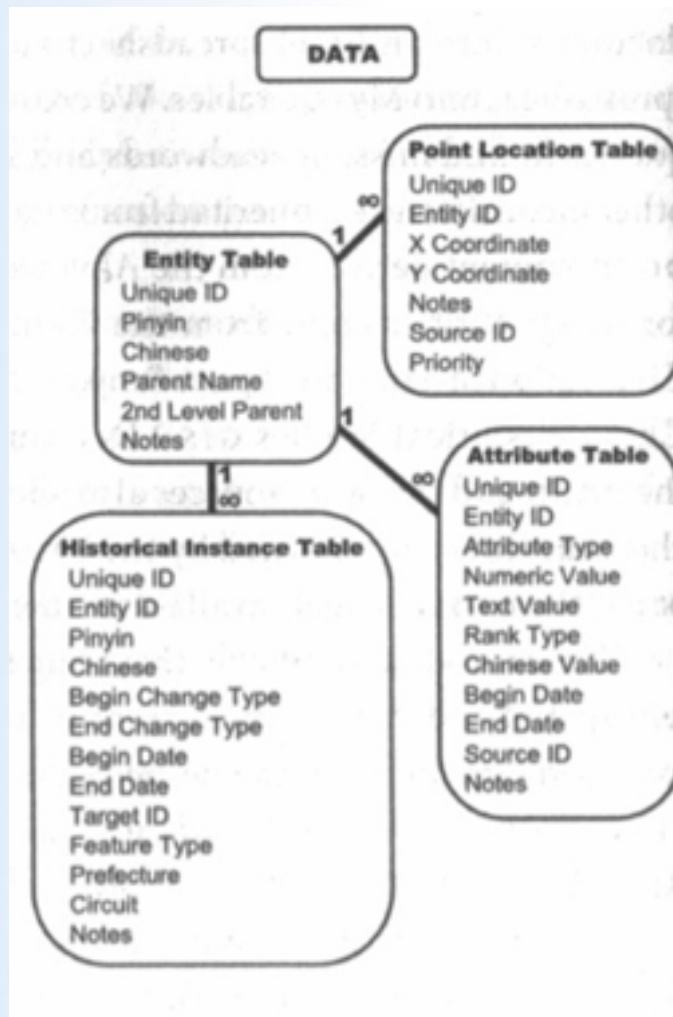 DATA
Point Location Table
Unique ID
Entity ID
X Coordinate
Y Coordinate
Notes
Source ID
Priority
∞
1
Entity Table
Unique ID
Pinyin
Chinese
Parent Name
2nd Level Parent
Notes
1
∞
Attribute Table
Unique ID
Entity ID
Attribute Type
Numeric Value
Text Value
Rank Type
Chinese Value
Begin Date
End Date
Source ID
Notes
1
∞
Historical Instance Table
Unique ID
Entity ID
Pinyin
Chinese
Begin Change Type
End Change Type
Begin Date
End Date
Target ID
Feature Type
Prefecture
Circuit
Notes